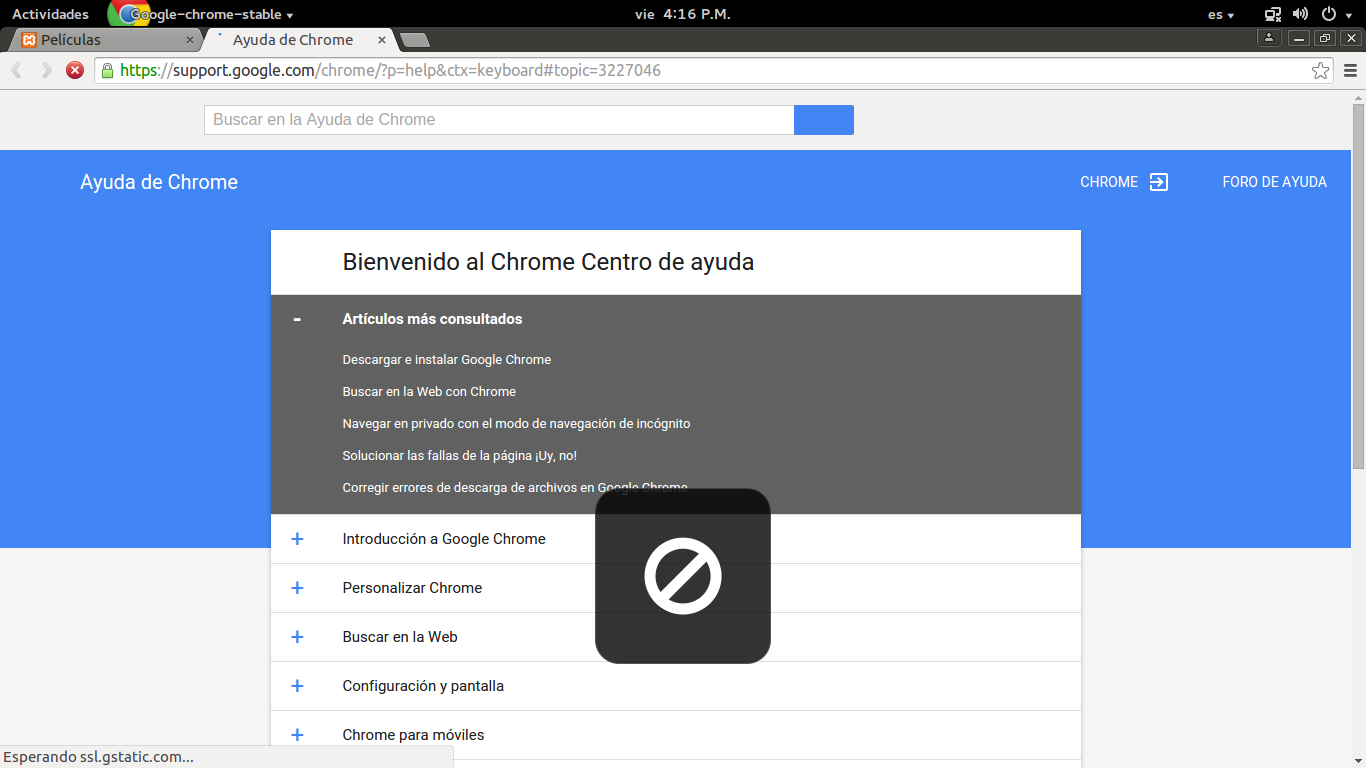 Actividades Google-chrome-stable vie 4:16 P.M. es
Películas Ayuda de Chrome
https://support.google.com/chrome/?p=help&ctx=keyboard#topic=3227046
Buscar en la Ayuda de Chrome
Ayuda de Chrome CHROME FORO DE AYUDA
Bienvenido al Chrome Centro de ayuda
- Artículos más consultados
Descargar e instalar Google Chrome
Buscar en la Web con Chrome
Navegar en privado con el modo de navegación de incógnito
Solucionar las fallas de la página ¡Uy, no!
Corregir errores de descarga de archivos en Google Chrome
+ Introducción a Google Chrome
+ Personalizar Chrome
+ Buscar en la Web
+ Configuración y pantalla
+ Chrome para móviles
Esperando ssl.gstatic.com...